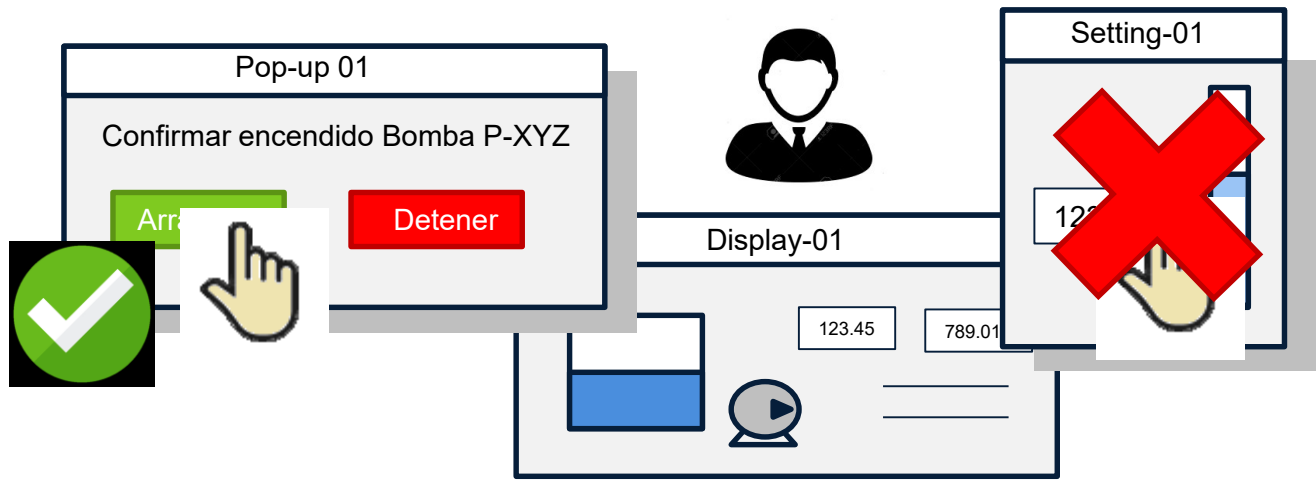 Pop-up 01
Confirmar encendido Bomba P-XYZ
Detener
Setting-01
Display-01
123.45
789.01